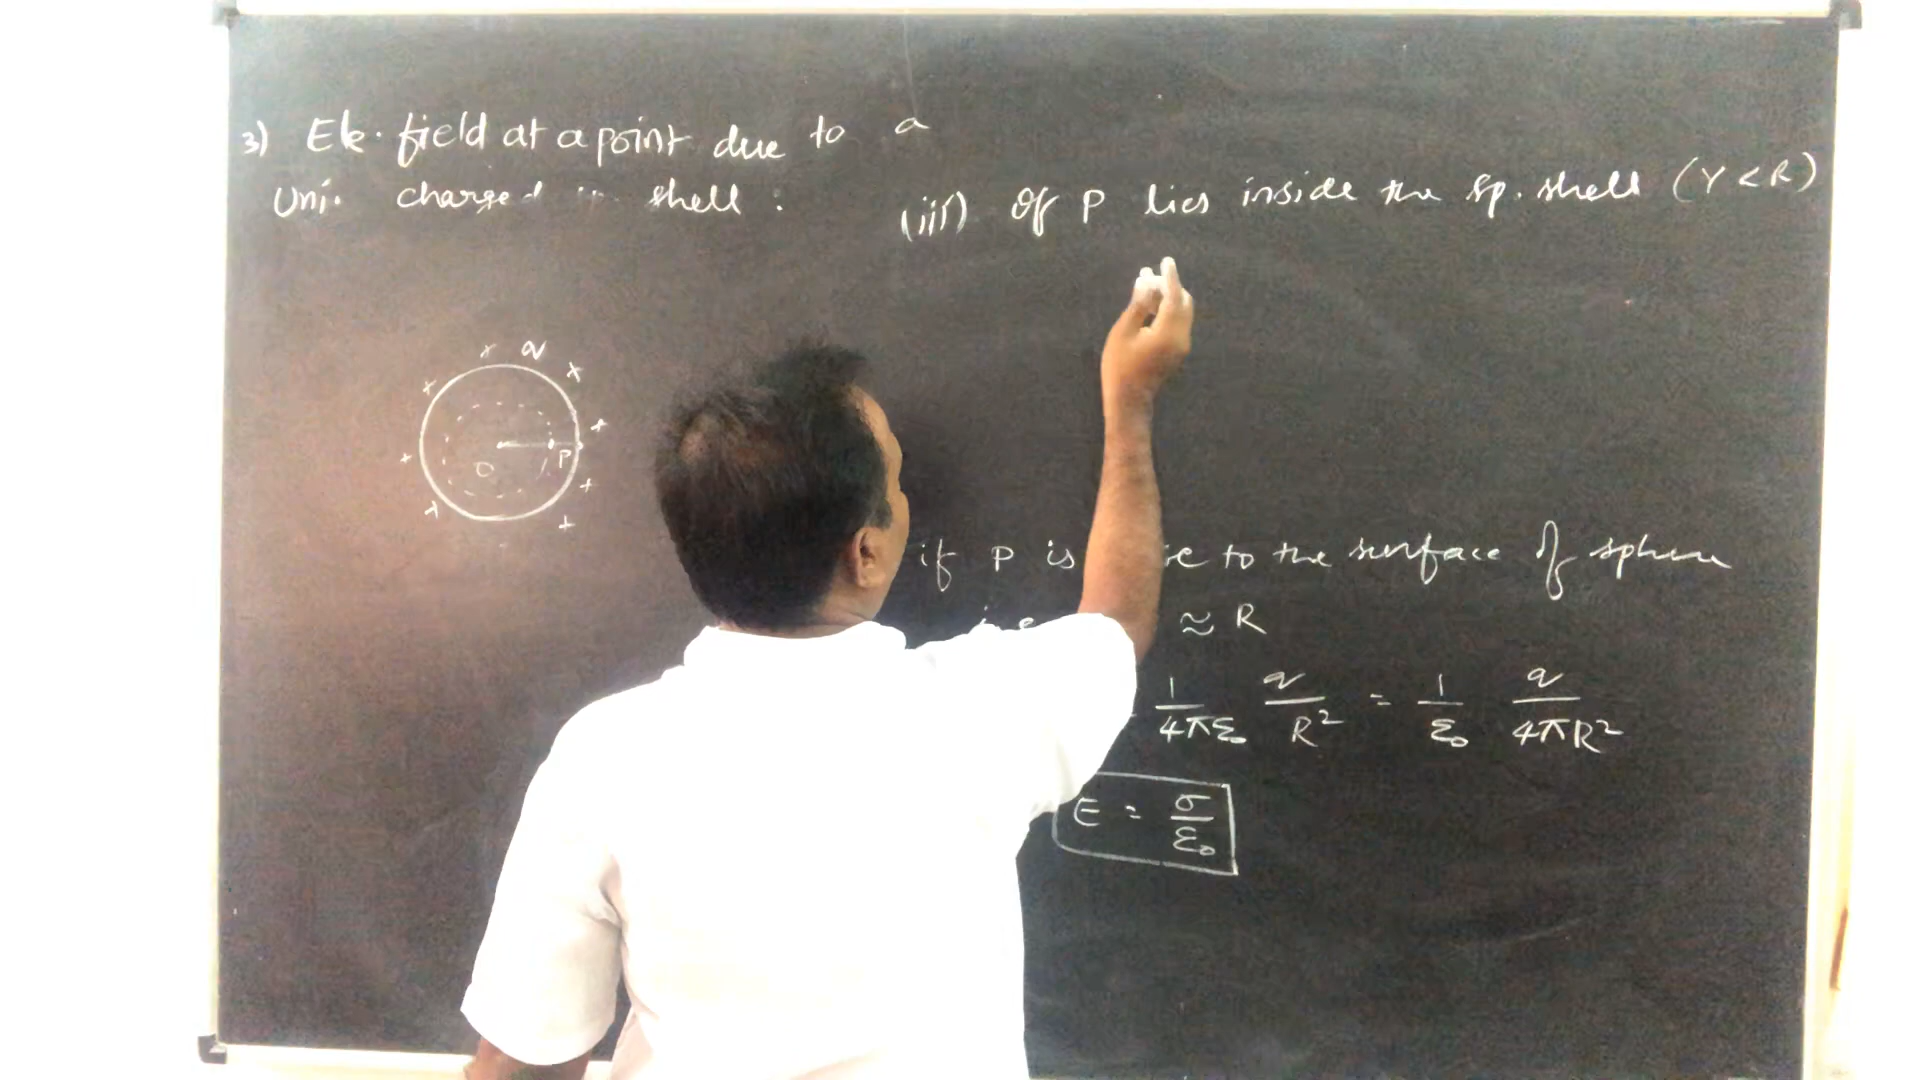 3) Ele. field at a point due to a
Uni. charged shell :
(iii) If P lies inside the sp. shell (r < R)
q
O P
if P is to the surface of sphere
i.e ≈ R
1/4πε₀ q/R² = 1/ε₀ q/4πR²
E = σ/ε₀